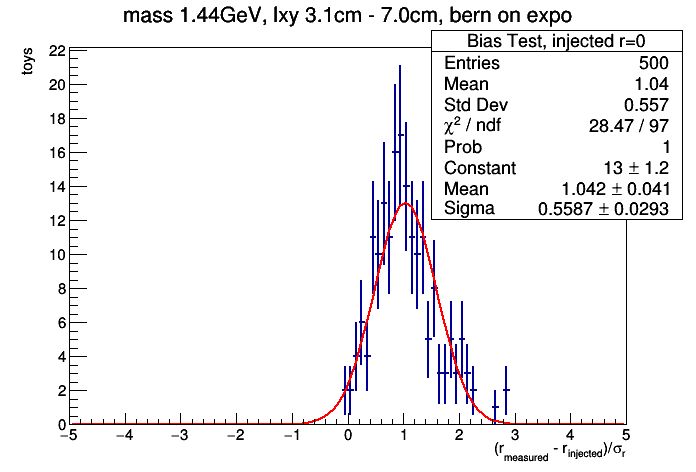 mass 1.44GeV, lxy 3.1cm - 7.0cm, bern on expo
Bias Test, injected r=0
Entries 500
Mean 1.04
Std Dev 0.557
χ² / ndf 28.47 / 97
Prob 1
Constant 13 ± 1.2
Mean 1.042 ± 0.041
Sigma 0.5587 ± 0.0293
toys
22
20
18
16
14
12
10
8
6
4
2
0
−5 −4 −3 −2 −1 0 1 2 3 4 5
(r_measured - r_injected)/σ_r